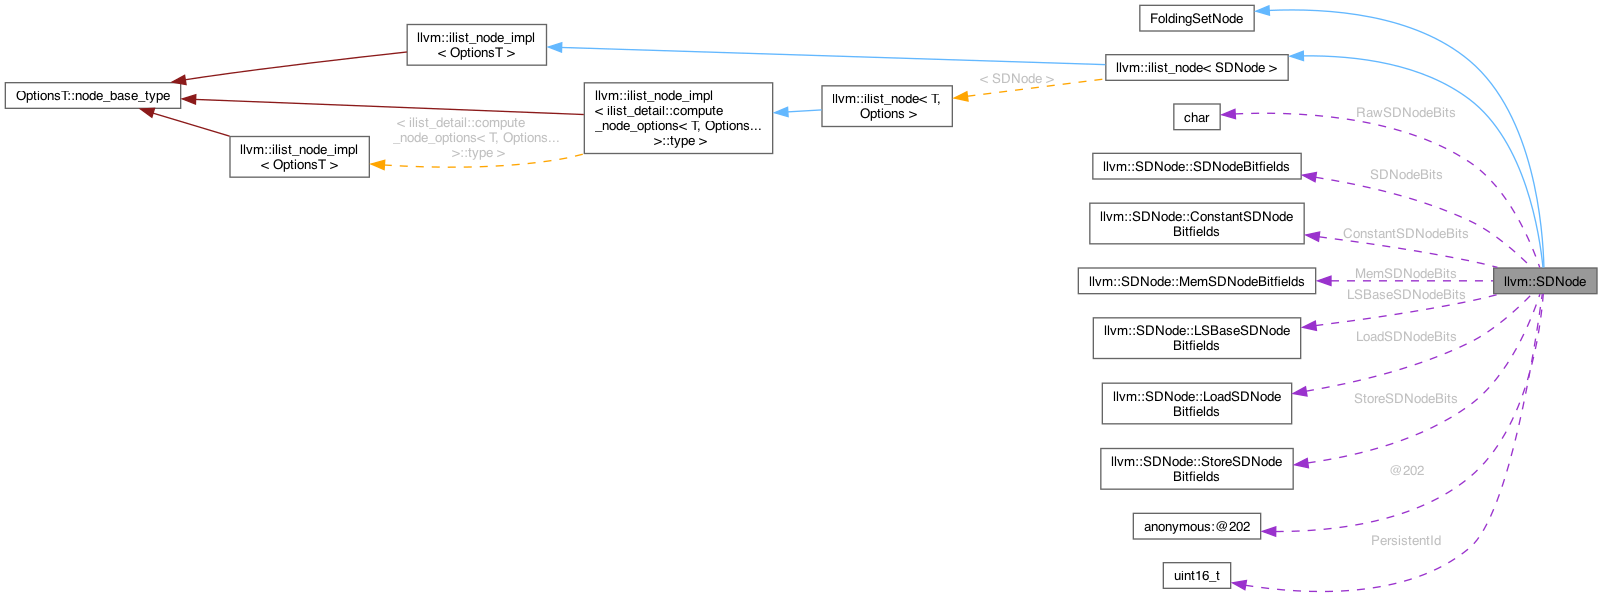 FoldingSetNode
llvm::ilist_node_impl
< OptionsT >
llvm::ilist_node< SDNode >
< SDNode >
OptionsT::node_base_type
llvm::ilist_node_impl
< ilist_detail::compute
_node_options< T, Options...
>::type >
llvm::ilist_node< T,
Options >
< ilist_detail::compute
_node_options< T, Options...
>::type >
llvm::ilist_node_impl
< OptionsT >
char
RawSDNodeBits
llvm::SDNode::SDNodeBitfields
SDNodeBits
llvm::SDNode::ConstantSDNode
Bitfields
ConstantSDNodeBits
llvm::SDNode::MemSDNodeBitfields
MemSDNodeBits
llvm::SDNode
LSBaseSDNodeBits
llvm::SDNode::LSBaseSDNode
Bitfields
LoadSDNodeBits
llvm::SDNode::LoadSDNode
Bitfields
StoreSDNodeBits
llvm::SDNode::StoreSDNode
Bitfields
@202
anonymous:@202
PersistentId
uint16_t